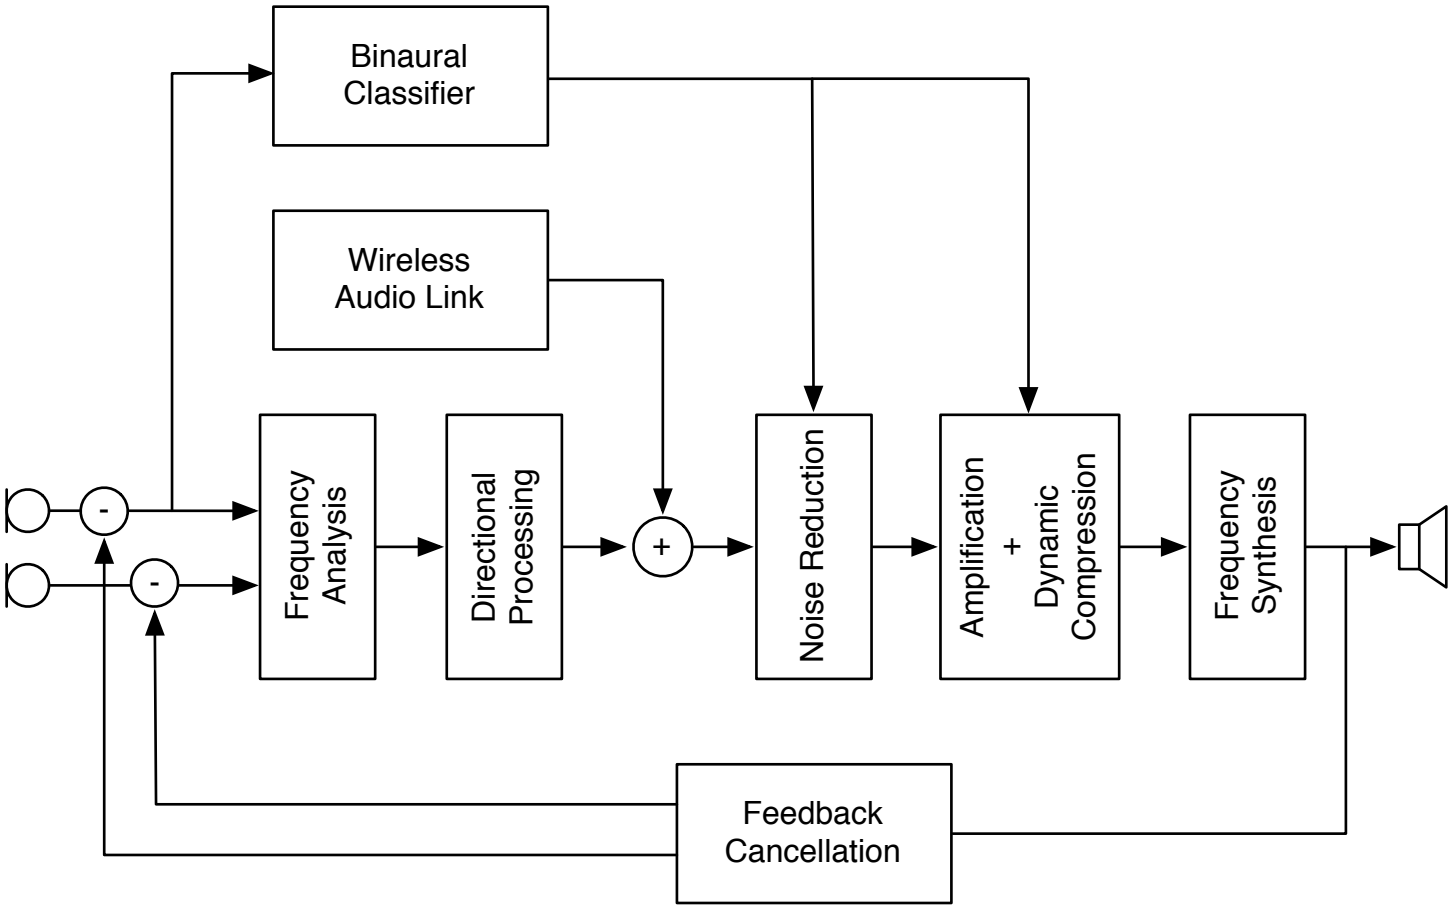 Binaural
Classifier
Wireless
Audio Link
-
-
Frequency
Analysis
Directional
Processing
+
Noise Reduction
Amplification
+
Dynamic
Compression
Frequency
Synthesis
Feedback
Cancellation